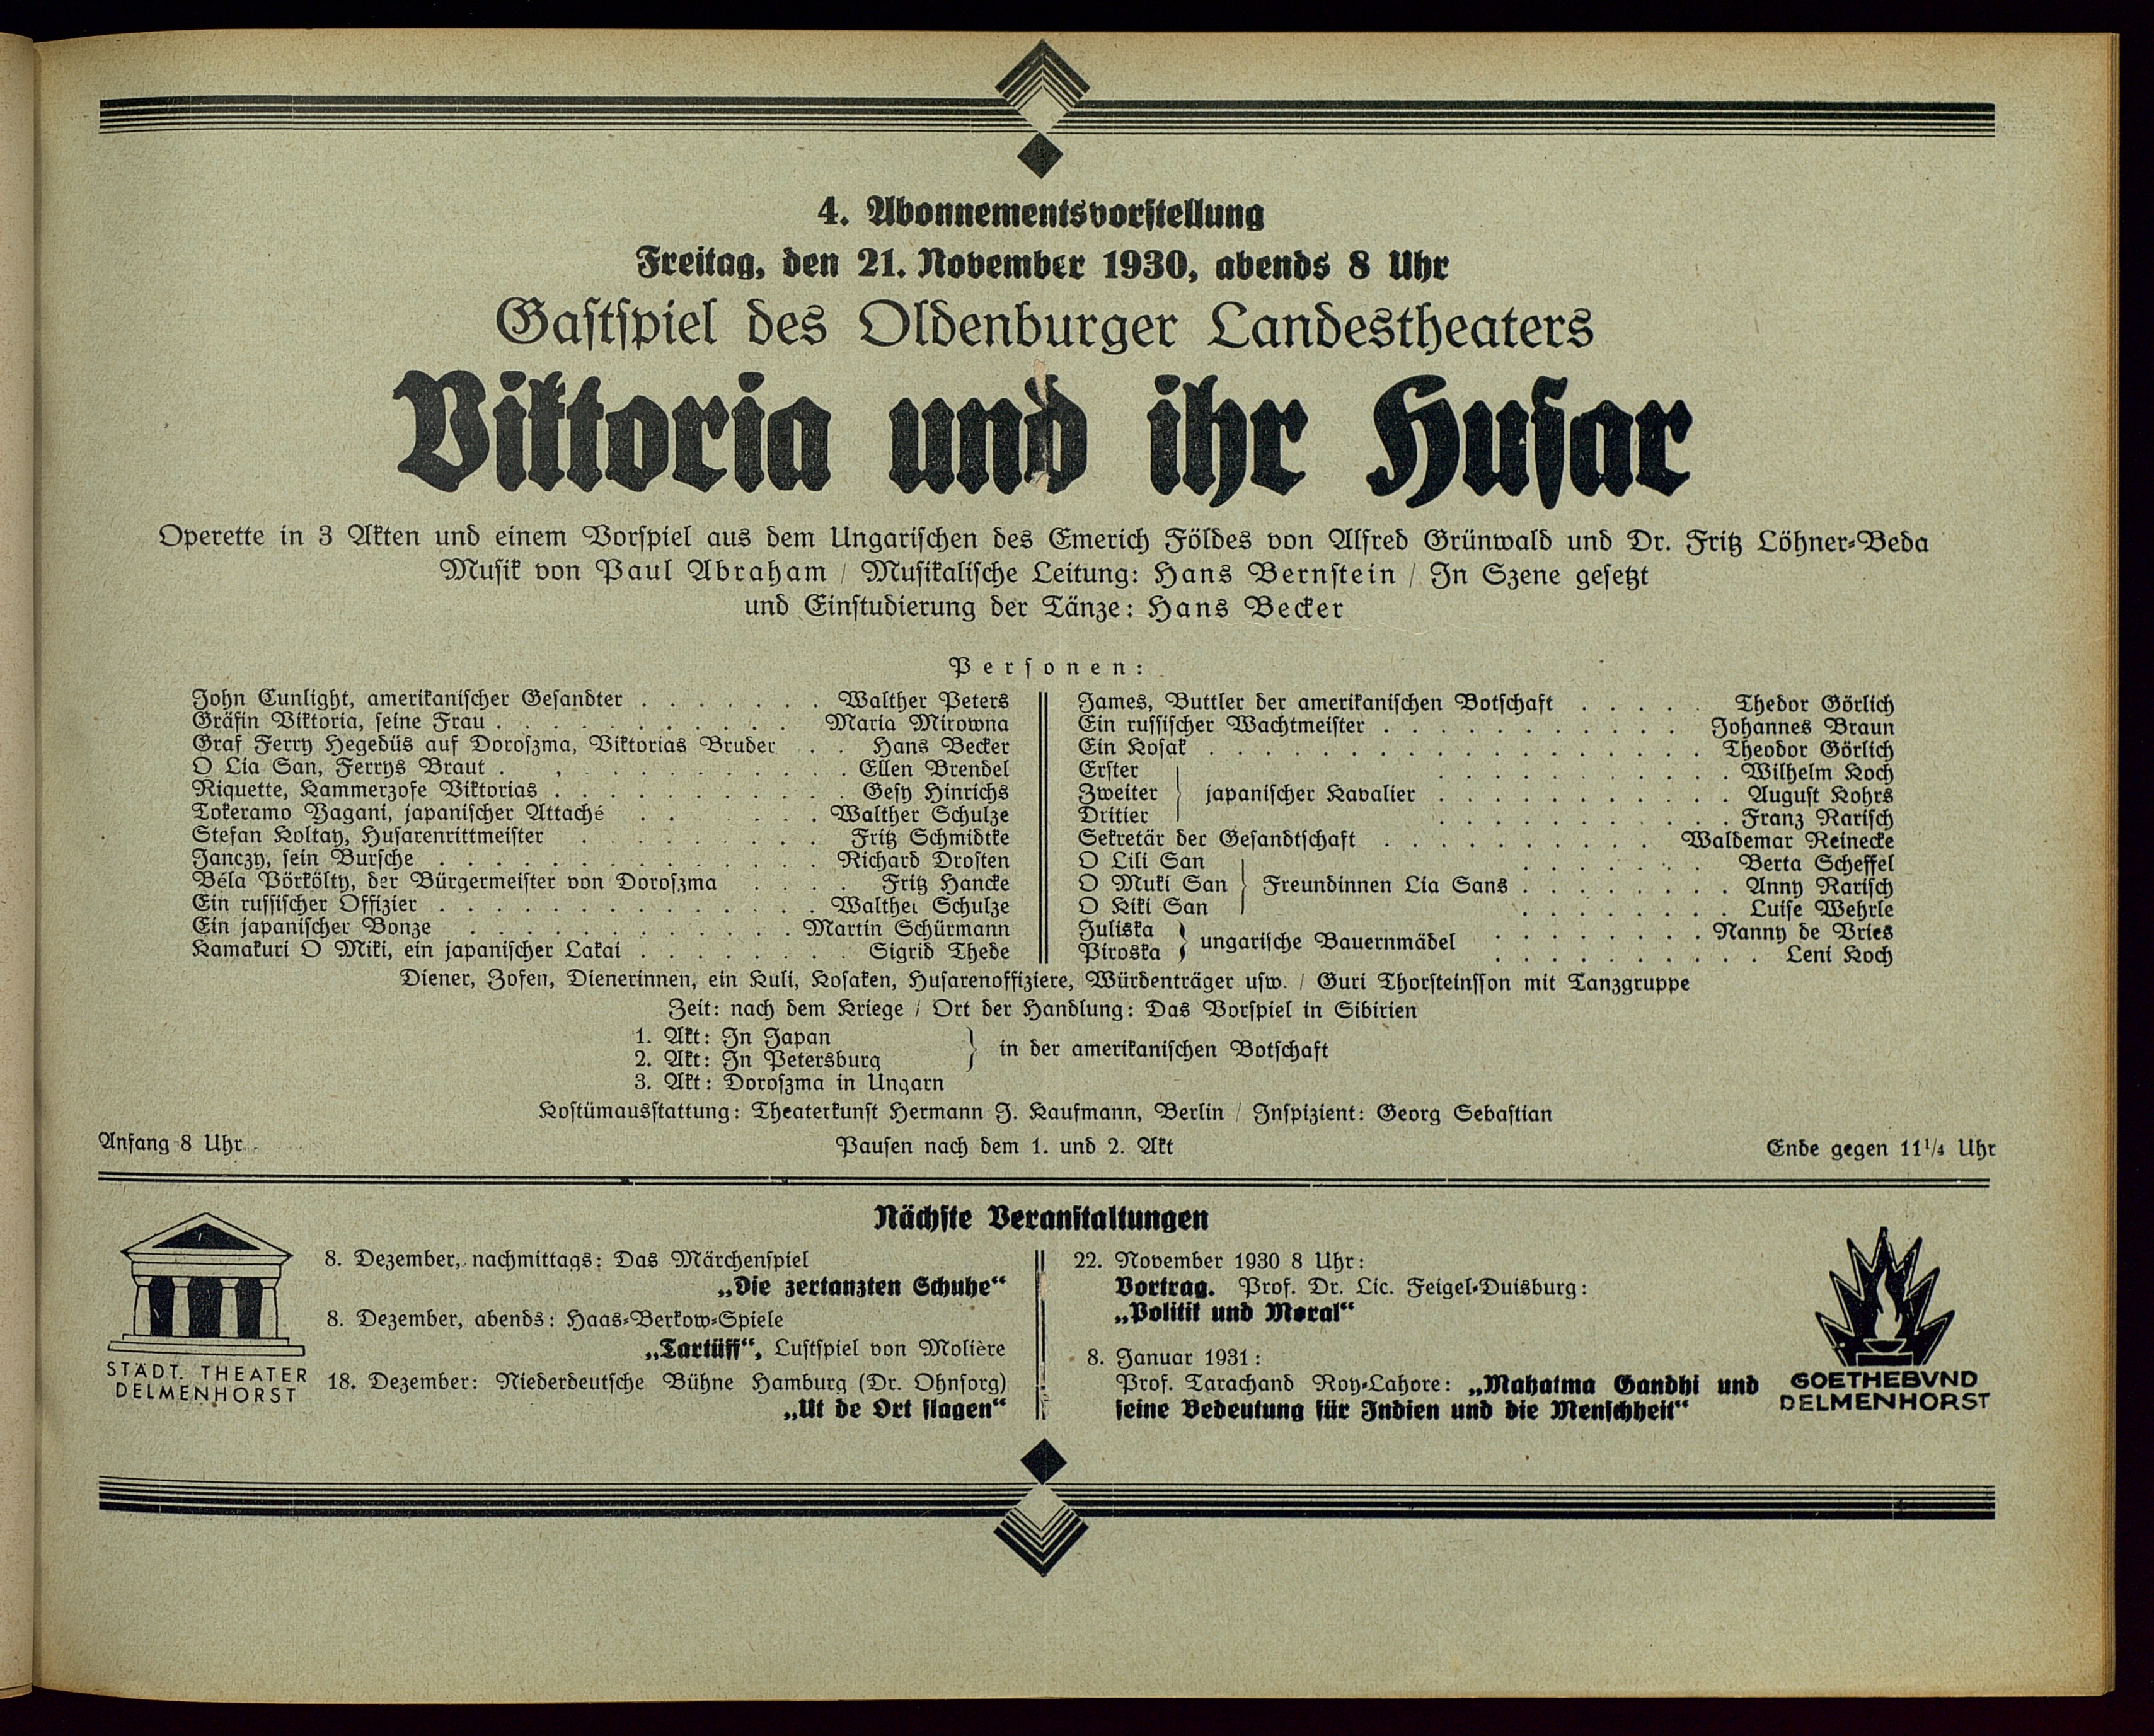 4. Abonnementsvorstellung
Freitag, den 21. November 1930, abends 8 Uhr
Gastspiel des Oldenburger Landestheaters
Viktoria und ihr Husar
Operette in 3 Akten und einem Vorspiel aus dem Ungarischen des Emerich Földes von Alfred Grünwald und Dr. Fritz Löhner-Beda
Musik von Paul Abraham / Musikalische Leitung: Hans Bernstein / In Szene gesetzt
und Einstudierung der Tänze: Hans Becker
Personen:
John Cunlight, amerikanischer Gesandter . . . . . . . Walther Peters
Gräfin Viktoria, seine Frau . . . . . . . . . . . Maria Mirowna
Graf Ferry Hegedüs auf Doroszma, Viktorias Bruder . . Hans Becker
O Lia San, Ferrys Braut . . . . . . . . . . . . Ellen Brendel
Riquette, Kammerzofe Viktorias . . . . . . . . . . . Gesy Hinrichs
Tokeramo Yagani, japanischer Attaché . . . . . . . Walther Schulze
Stefan Koltay, Husarenrittmeister . . . . . . . . . Fritz Schmidtke
Janczy, sein Bursche . . . . . . . . . . . . . . Richard Drosten
Béla Pörkölty, der Bürgermeister von Doroszma . . . . Fritz Hancke
Ein russischer Offizier . . . . . . . . . . . . . . Walther Schulze
Ein japanischer Bonze . . . . . . . . . . . . Martin Schürmann
Kamakuri O Miki, ein japanischer Lakai . . . . . . . . Sigrid Thede
James, Buttler der amerikanischen Botschaft . . . . . Thedor Görlich
Ein russischer Wachtmeister . . . . . . . . . . . Johannes Braun
Ein Kosak . . . . . . . . . . . . . . . . . . Theodor Görlich
Erster . . . . . . . . . . . Wilhelm Koch
Zweiter } japanischer Kavalier . . . . . . . . . . . August Kohrs
Dritier . . . . . . . . . . . Franz Rarisch
Sekretär der Gesandtschaft . . . . . . . . . . Waldemar Reinecke
O Lili San . . . . . . . . Berta Scheffel
O Muki San } Freundinnen Lia Sans . . . . . . . . Anny Rarisch
O Kiki San . . . . . . . . Luise Wehrle
Juliska . . . . . . . . Nanny de Vries
} ungarische Bauernmädel
Piroska . . . . . . . . . . Leni Koch
Diener, Zofen, Dienerinnen, ein Kuli, Kosaken, Husarenoffiziere, Würdenträger usw. / Guri Thorsteinsson mit Tanzgruppe
Zeit: nach dem Kriege / Ort der Handlung: Das Vorspiel in Sibirien
1. Akt: In Japan
} in der amerikanischen Botschaft
2. Akt: In Petersburg
3. Akt: Doroszma in Ungarn
Kostümausstattung: Theaterkunst Hermann J. Kaufmann, Berlin / Inspizient: Georg Sebastian
Anfang 8 Uhr Pausen nach dem 1. und 2. Akt Ende gegen 11¼ Uhr
Nächste Veranstaltungen
8. Dezember, nachmittags: Das Märchenspiel
„Die zertanzten Schuhe“
8. Dezember, abends: Haas-Berkow-Spiele
„Tartüff“, Lustspiel von Molière
18. Dezember: Niederdeutsche Bühne Hamburg (Dr. Ohnsorg)
„Ut de Ort slagen“
STÄDT. THEATER
DELMENHORST
22. November 1930 8 Uhr:
Vortrag. Prof. Dr. Lic. Feigel-Duisburg:
„Politik und Moral“
8. Januar 1931:
Prof. Tarachand Roy-Lahore: „Mahatma Gandhi und
seine Bedeutung für Indien und die Menschheit“
GOETHEBVND
DELMENHORST